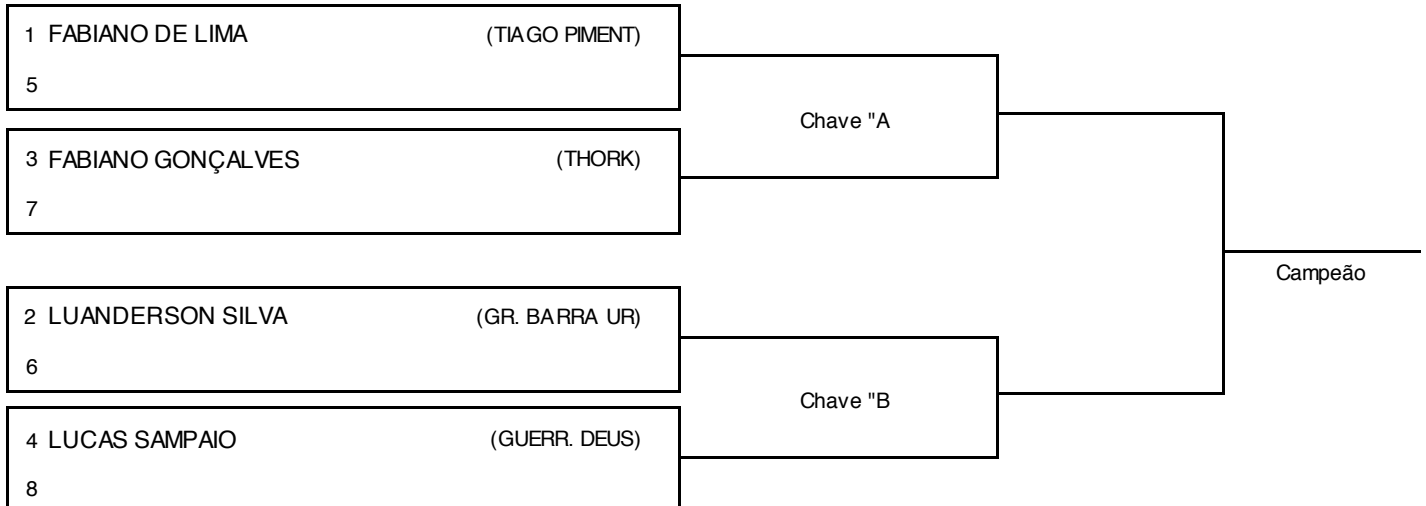 1 FABIANO DE LIMA (TIAGO PIMENT)
5
Chave "A
3 FABIANO GONÇALVES (THORK)
7
Campeão
2 LUANDERSON SILVA (GR. BARRA UR)
6
Chave "B
4 LUCAS SAMPAIO (GUERR. DEUS)
8